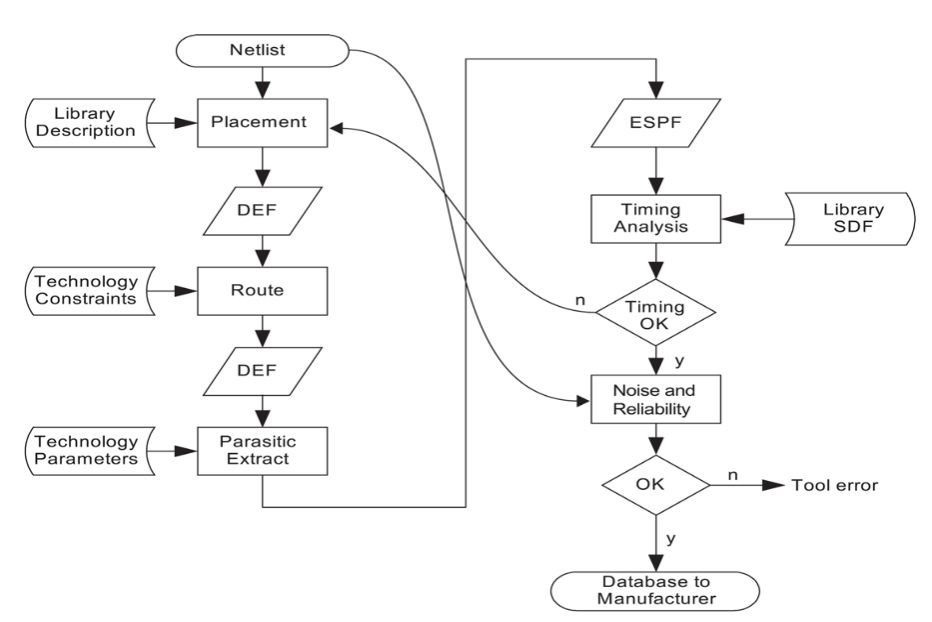 Netlist
Library
Description
Placement
DEF
Technology
Constraints
Route
DEF
Technology
Parameters
Parasitic
Extract
ESPF
Timing
Analysis
Library
SDF
n
Timing
OK
y
Noise and
Reliability
OK
n
Tool error
y
Database to
Manufacturer